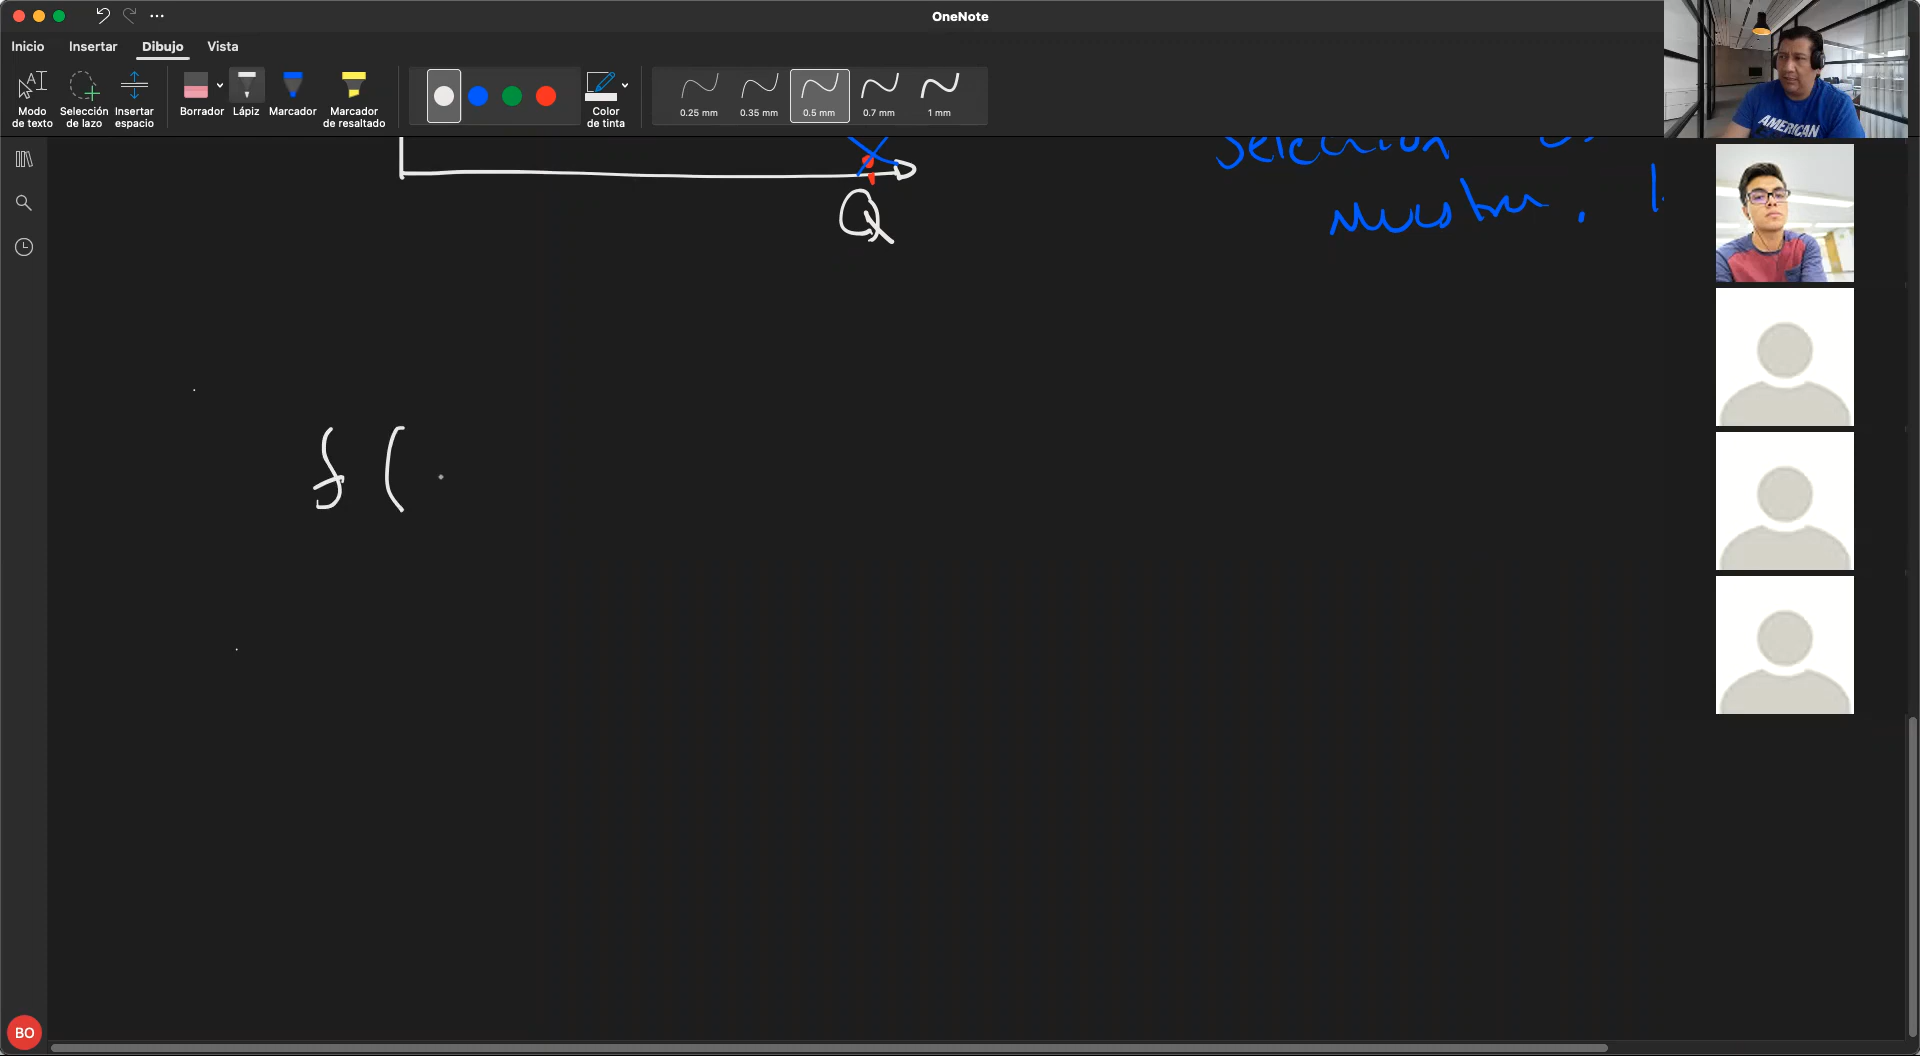 OneNote
Inicio Insertar Dibujo Vista
Modo de texto
Selección de lazo
Insertar espacio
Borrador
Lápiz
Marcador
Marcador de resaltado
Color de tinta
0.25 mm
0.35 mm
0.5 mm
0.7 mm
1 mm
AMERICAN
Selección
muestra.
Q
f (
BO